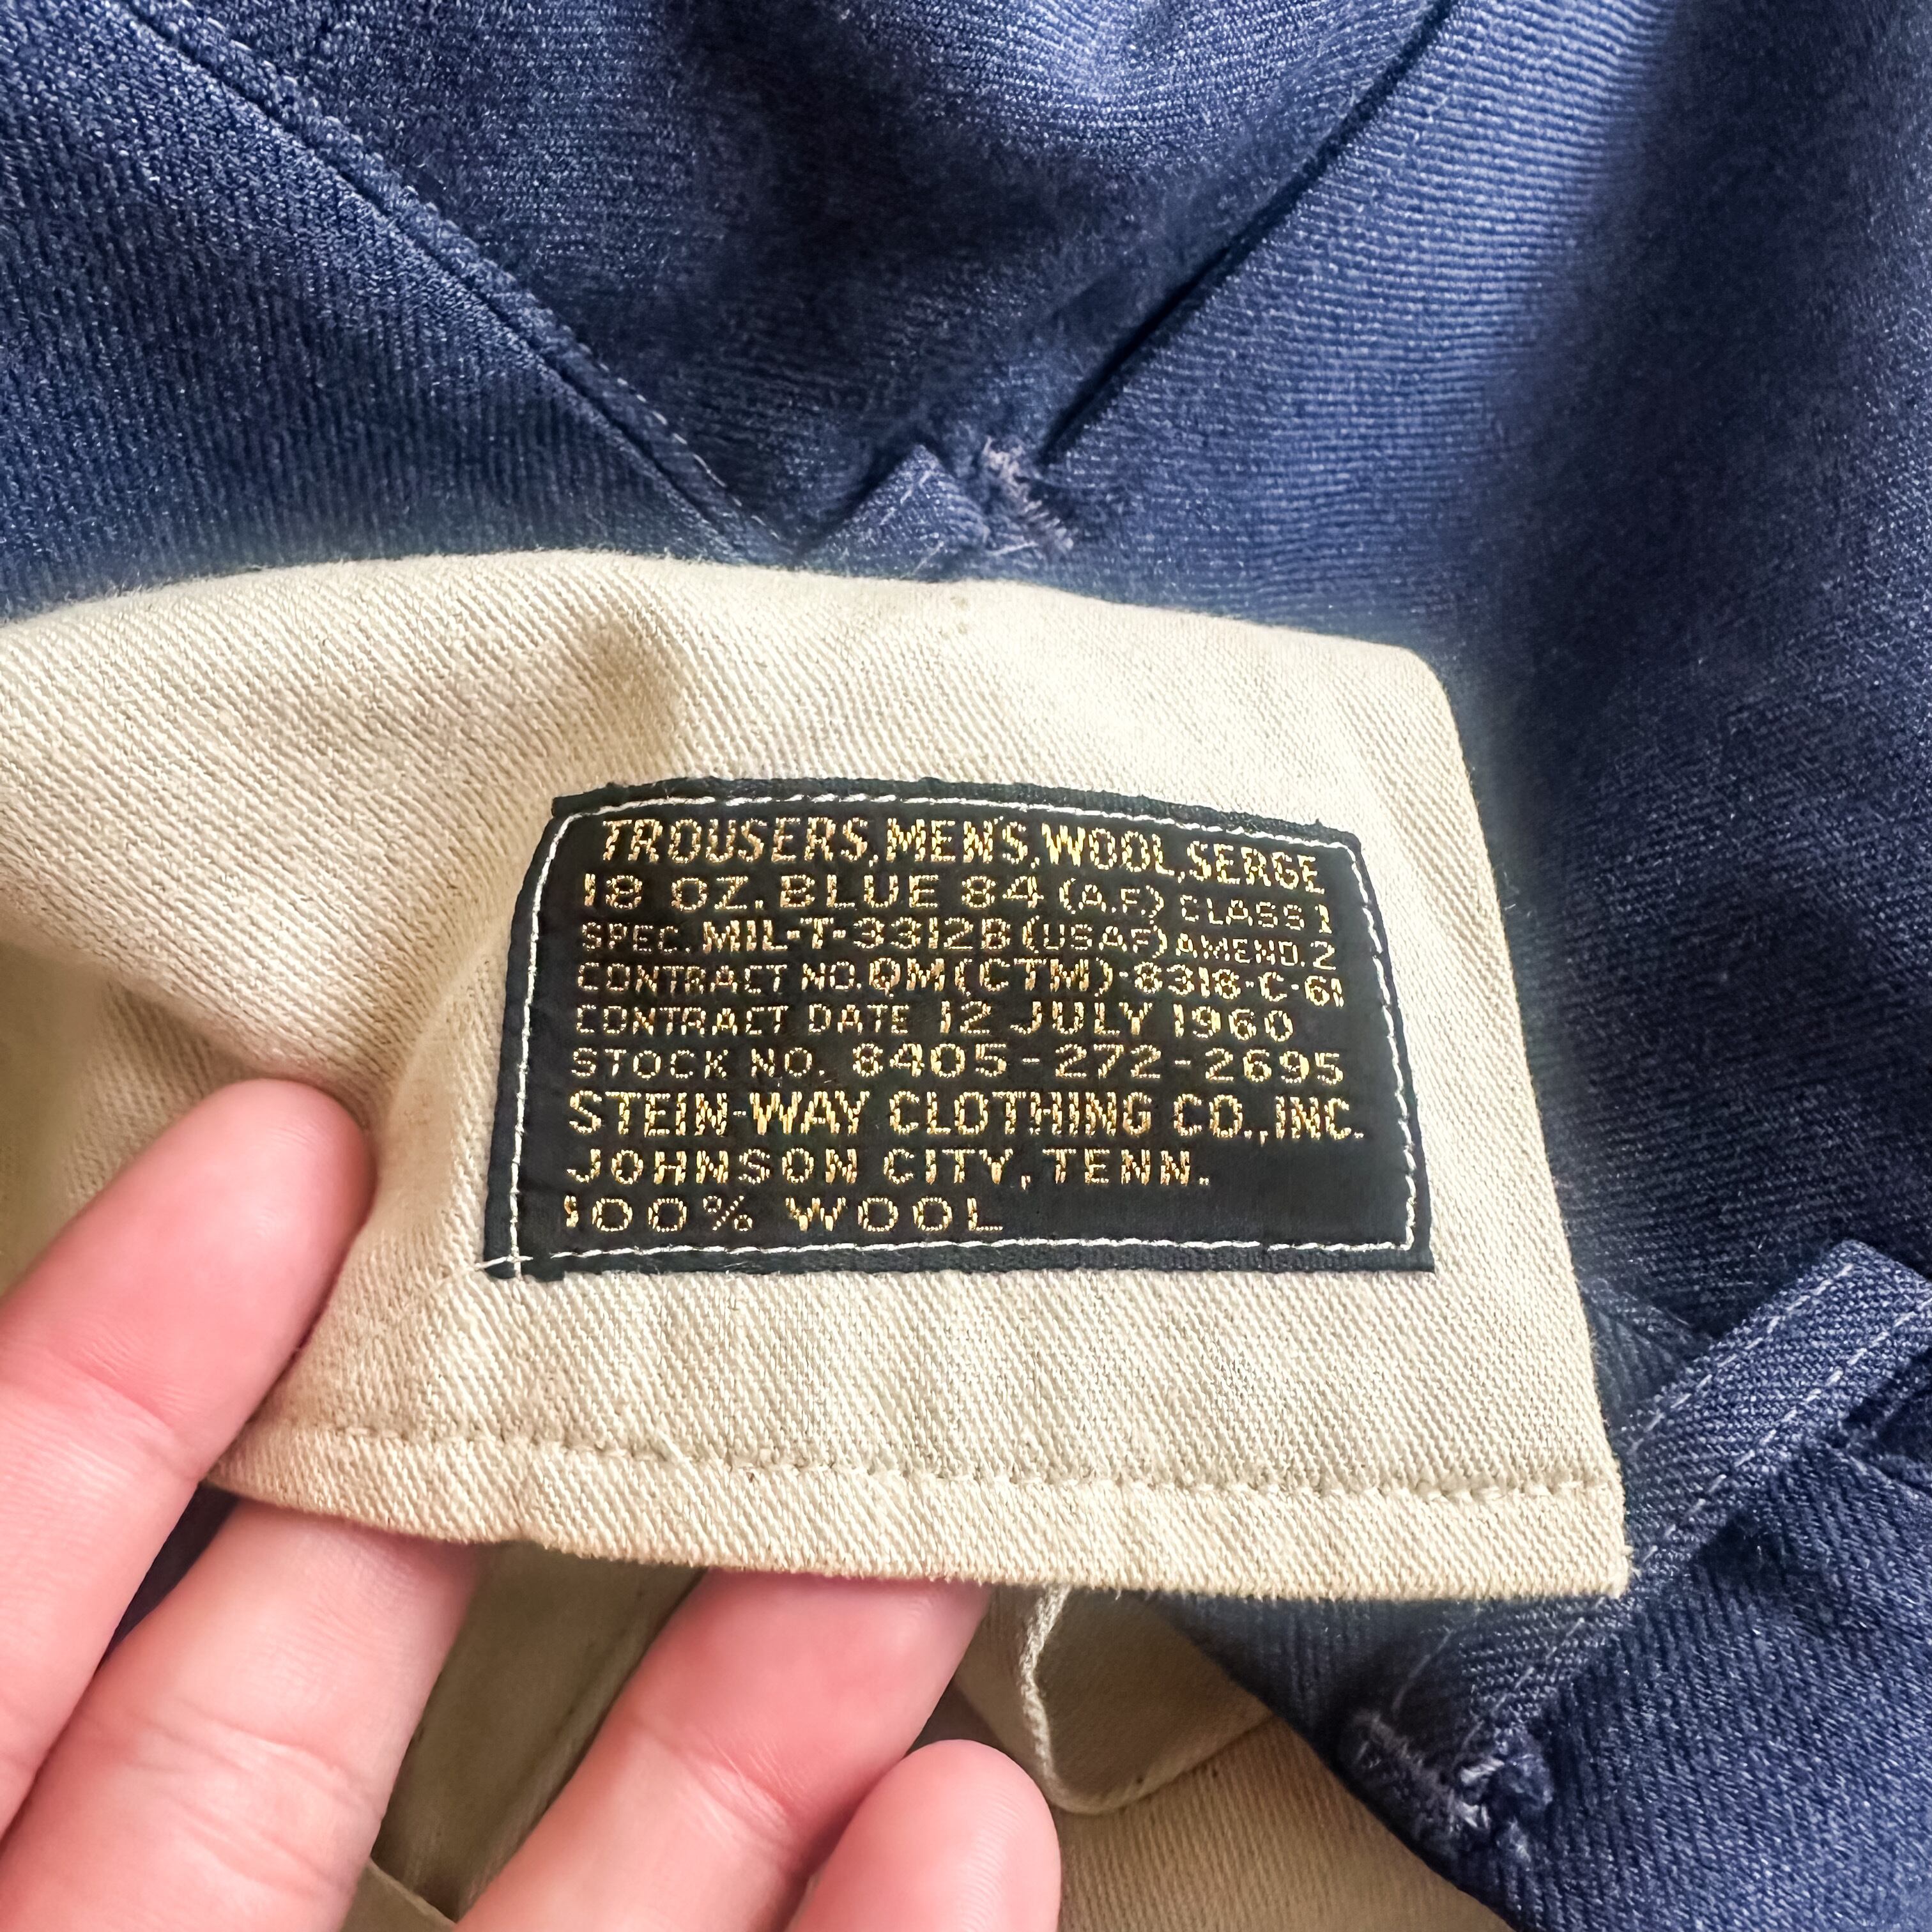 TROUSERS, MEN'S, WOOL, SERGE
18 OZ. BLUE 84 (A.F.) CLASS 1
SPEC. MIL-T-3312B (USAF) AMEND. 2
CONTRACT NO. QM(CTM)-8318-C-61
CONTRACT DATE 12 JULY 1960
STOCK NO. 8405-272-2695
STEIN-WAY CLOTHING CO., INC.
JOHNSON CITY, TENN.
100% WOOL